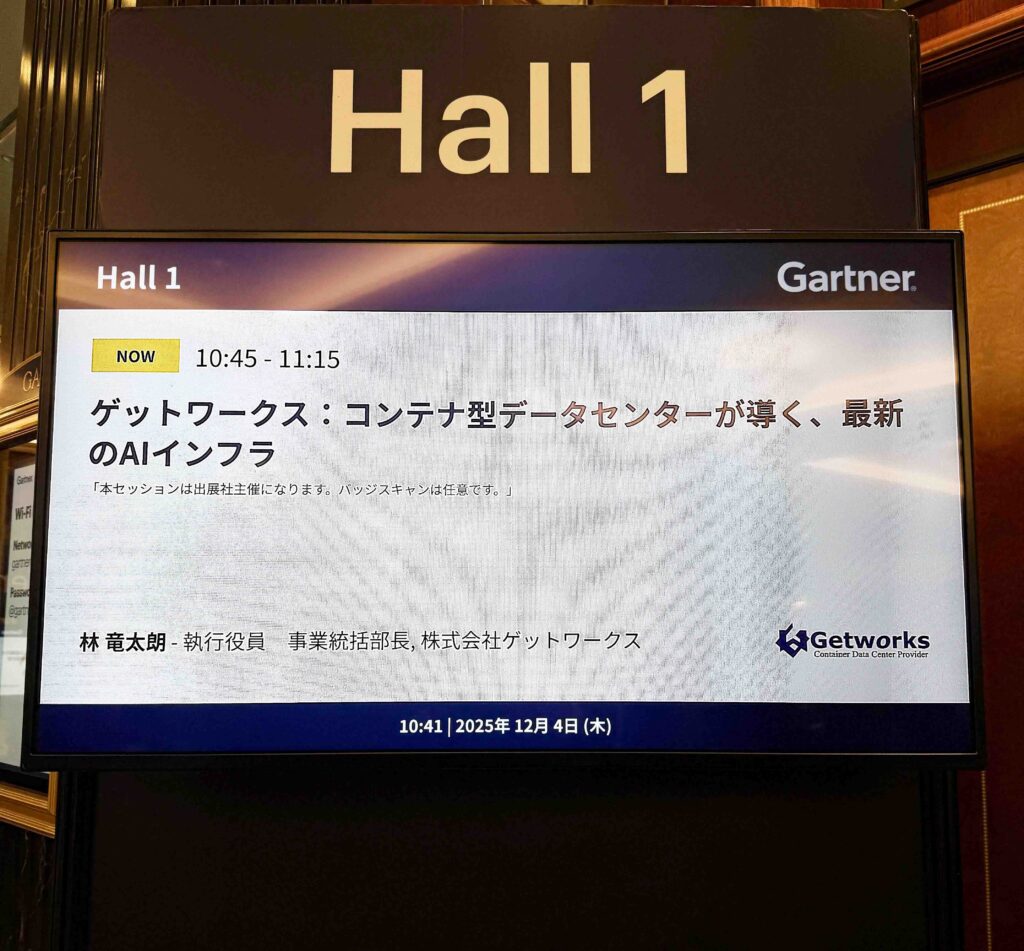 Hall 1
Hall 1
Gartner®
NOW 10:45 - 11:15
ゲットワークス：コンテナ型データセンターが導く、最新
のAIインフラ
「本セッションは出展社主催になります。バッジスキャンは任意です。」
林 竜太朗 - 執行役員　事業統括部長, 株式会社ゲットワークス
Getworks
Container Data Center Provider
10:41 | 2025年 12月 4日 (木)
Gartner
Wi-Fi